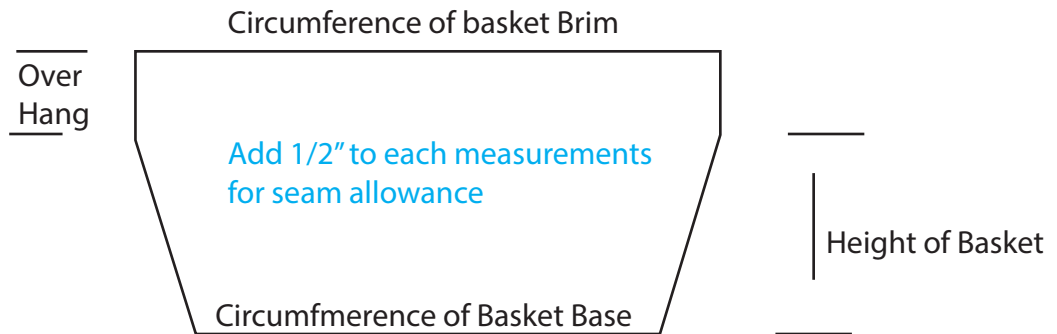 Circumference of basket Brim
Over
Hang
Add 1/2" to each measurements
for seam allowance
Height of Basket
Circumfmerence of Basket Base